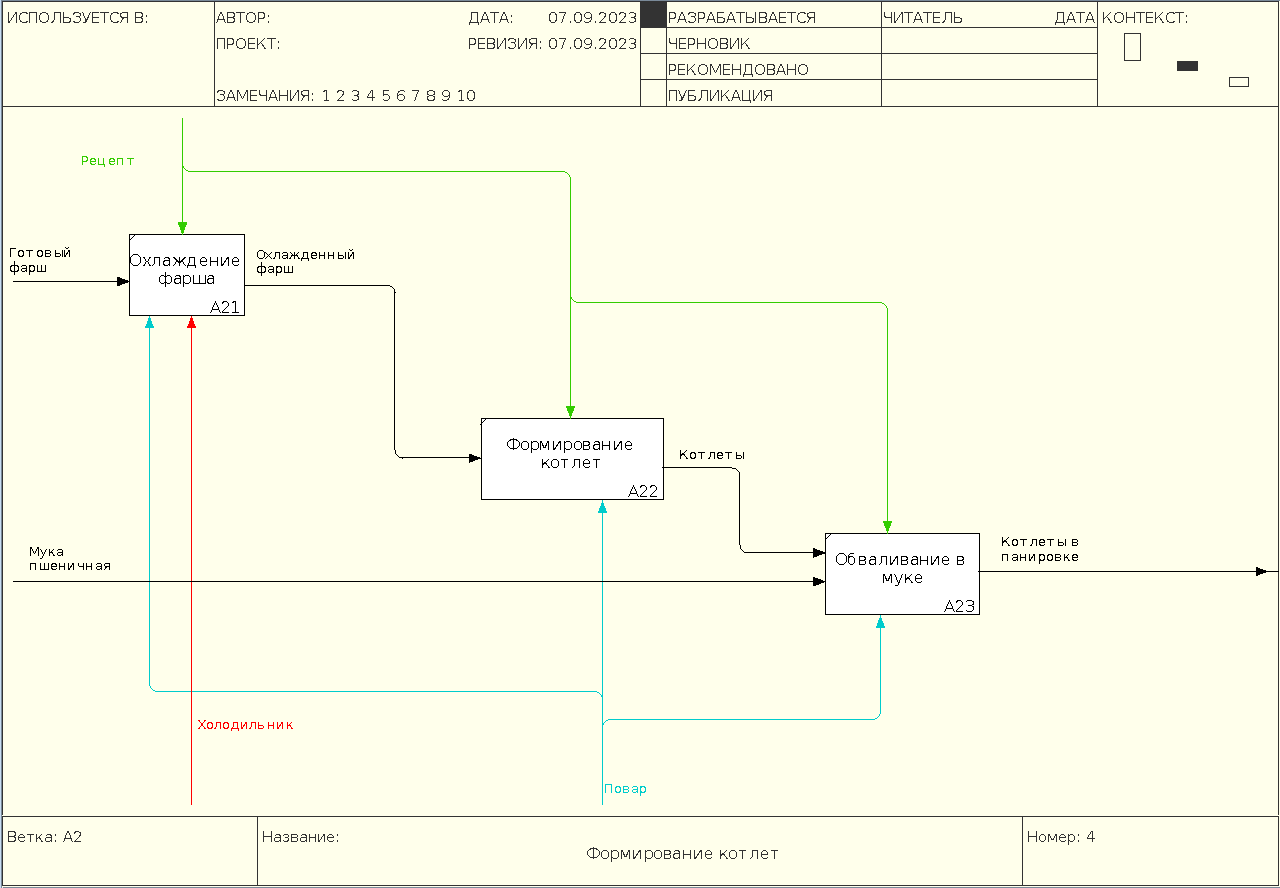 ИСПОЛЬЗУЕТСЯ В:
АВТОР:
ДАТА: 07.09.2023
ПРОЕКТ:
РЕВИЗИЯ: 07.09.2023
ЗАМЕЧАНИЯ: 1 2 3 4 5 6 7 8 9 10
РАЗРАБАТЫВАЕТСЯ
ЧЕРНОВИК
РЕКОМЕНДОВАНО
ПУБЛИКАЦИЯ
ЧИТАТЕЛЬ
ДАТА
КОНТЕКСТ:
Рецепт
Готовый
фарш
Охлаждение
фарша
A21
Охлажденный
фарш
Формирование
котлет
A22
Котлеты
Мука
пшеничная
Обваливание в
муке
A23
Котлеты в
панировке
Холодильник
Повар
Ветка: A2
Название:
Формирование котлет
Номер: 4